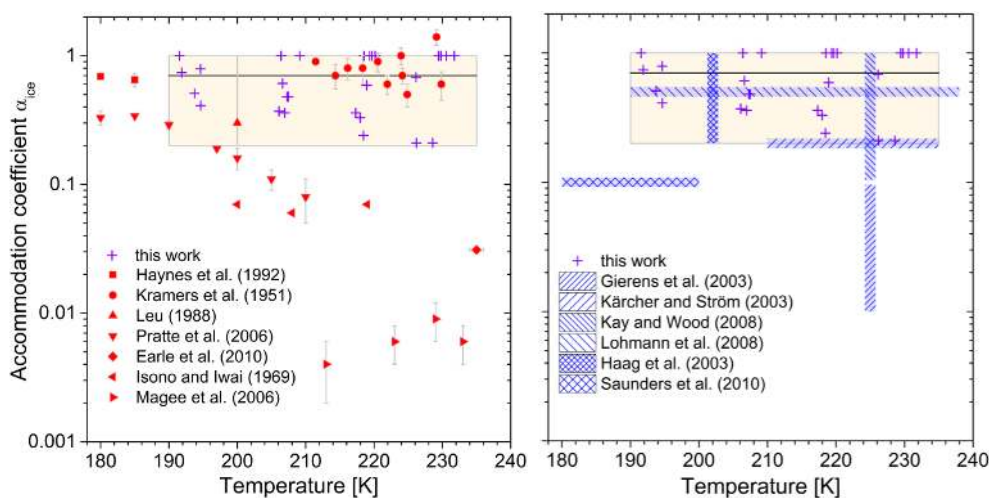 Accommodation coefficient α_ice
1
0.1
0.01
0.001
this work
Haynes et al. (1992)
Kramers et al. (1951)
Leu (1988)
Pratte et al. (2006)
Earle et al. (2010)
Isono and Iwai (1969)
Magee et al. (2006)
180 190 200 210 220 230 240
Temperature [K]
this work
Gierens et al. (2003)
Kärcher and Ström (2003)
Kay and Wood (2008)
Lohmann et al. (2008)
Haag et al. (2003)
Saunders et al. (2010)
180 190 200 210 220 230 240
Temperature [K]